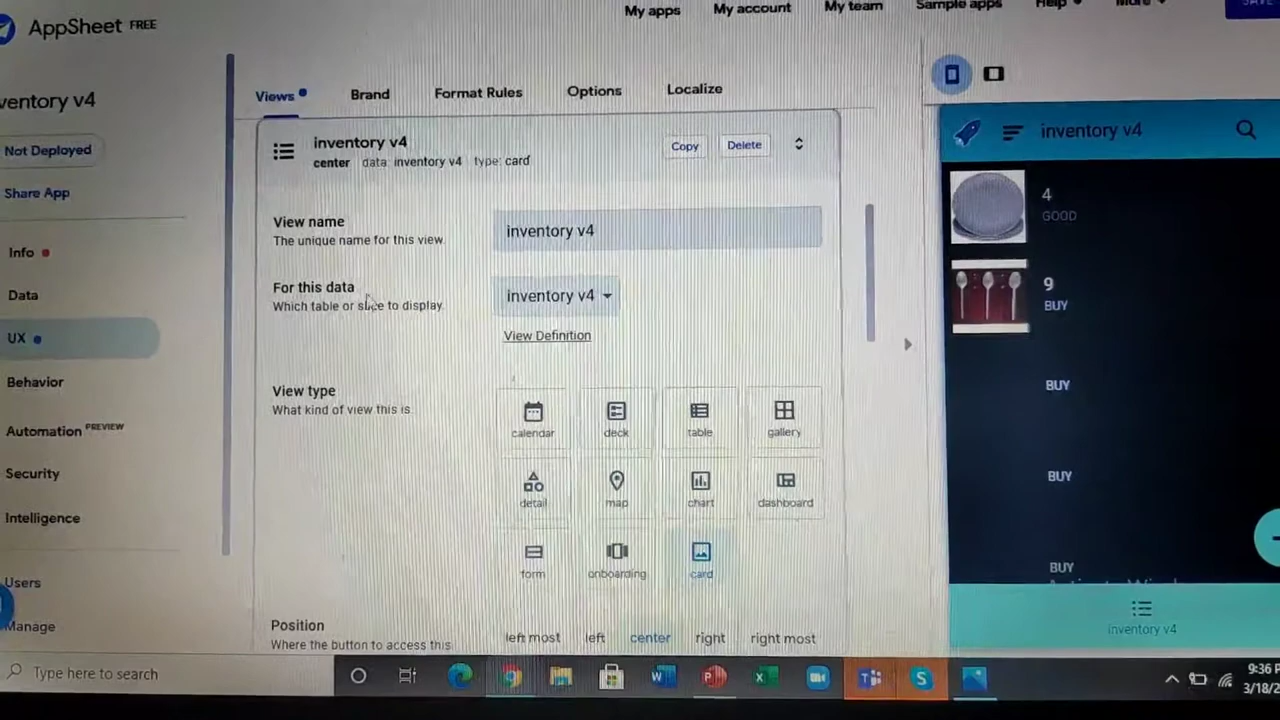 AppSheet FREE
My apps
My account
My team
Sample apps
Help
More
SAVE
ventory v4
Not Deployed
Share App
Info
Data
UX
Behavior
Automation PREVIEW
Security
Intelligence
Users
Manage
Views
Brand
Format Rules
Options
Localize
inventory v4
center data: inventory v4 type: card
Copy
Delete
View name
The unique name for this view.
inventory v4
For this data
Which table or slice to display.
inventory v4
View Definition
View type
What kind of view this is.
calendar
deck
table
gallery
detail
map
chart
dashboard
form
onboarding
card
Position
Where the button to access this
left most
left
center
right
right most
inventory v4
4
GOOD
9
BUY
BUY
BUY
BUY
inventory v4
Type here to search
9:36 P
3/18/2